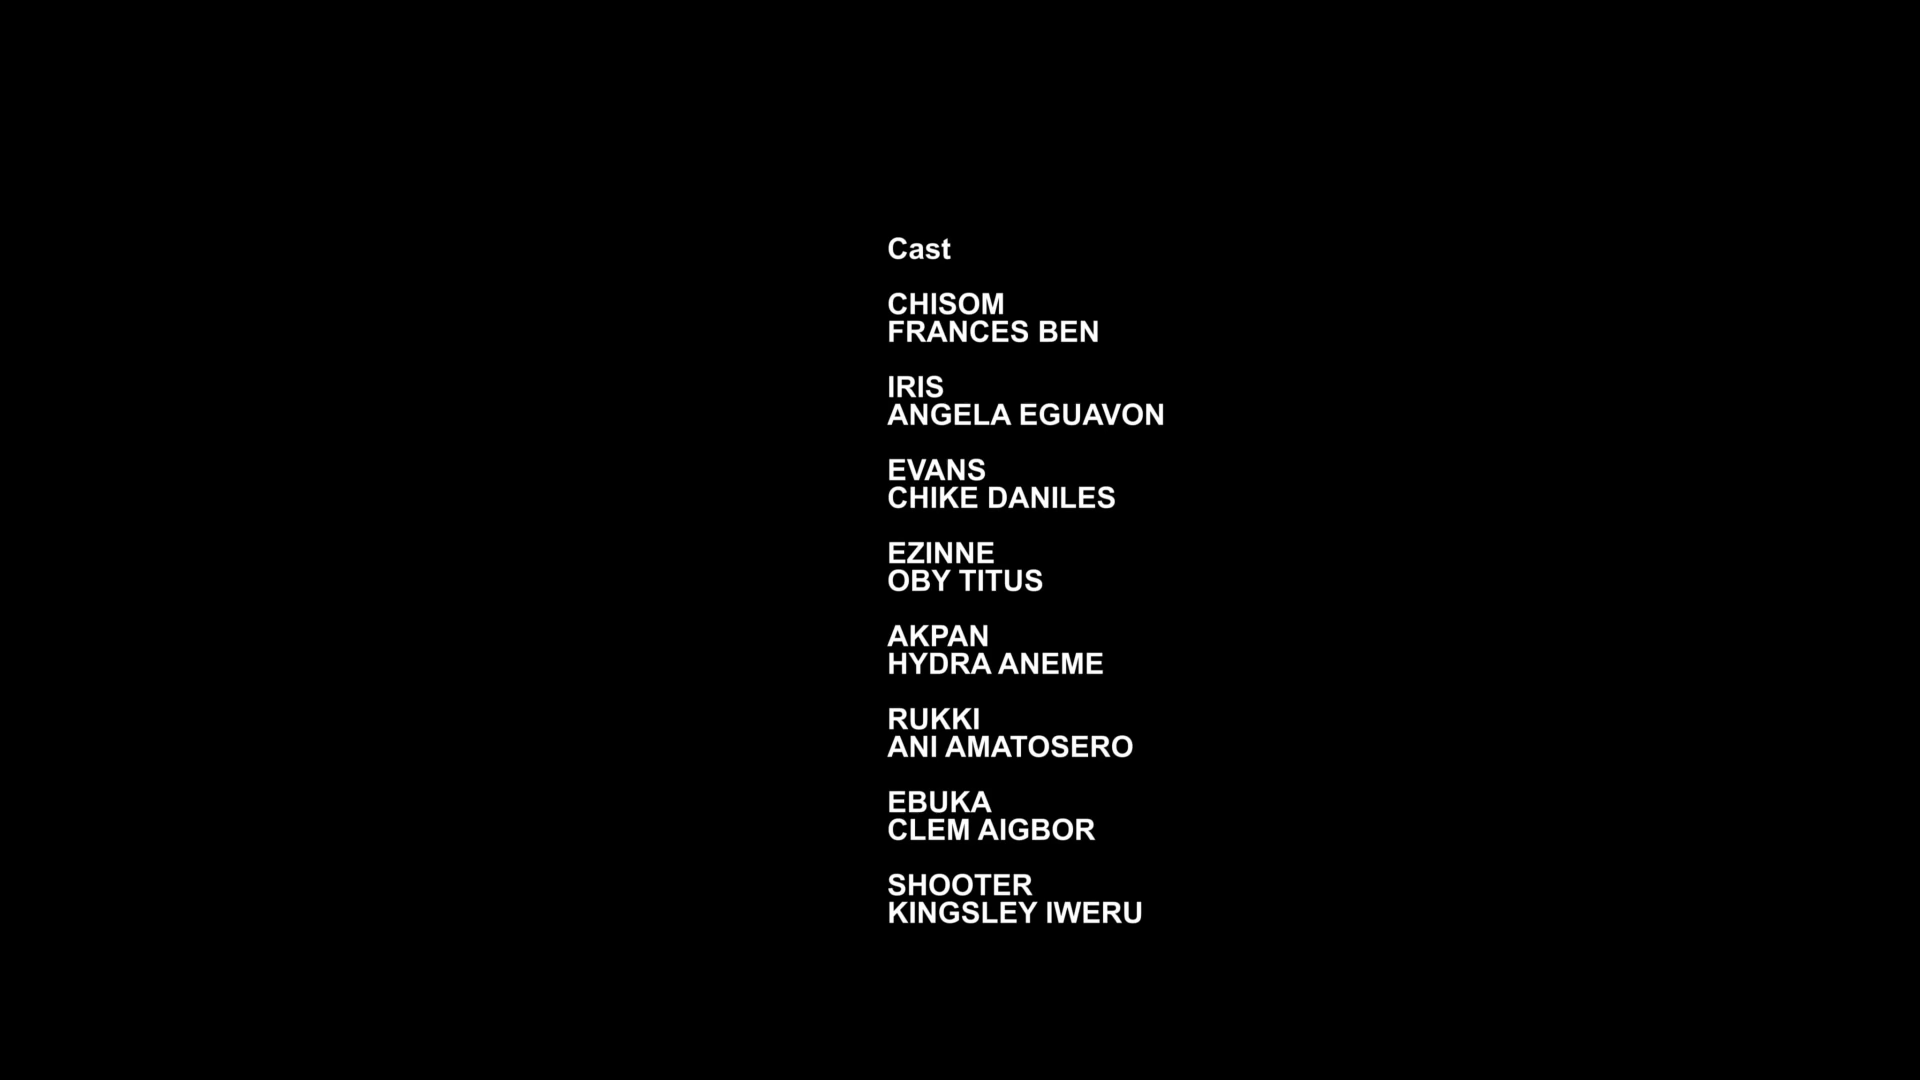 Cast
CHISOM
FRANCES BEN
IRIS
ANGELA EGUAVON
EVANS
CHIKE DANILES
EZINNE
OBY TITUS
AKPAN
HYDRA ANEME
RUKKI
ANI AMATOSERO
EBUKA
CLEM AIGBOR
SHOOTER
KINGSLEY IWERU